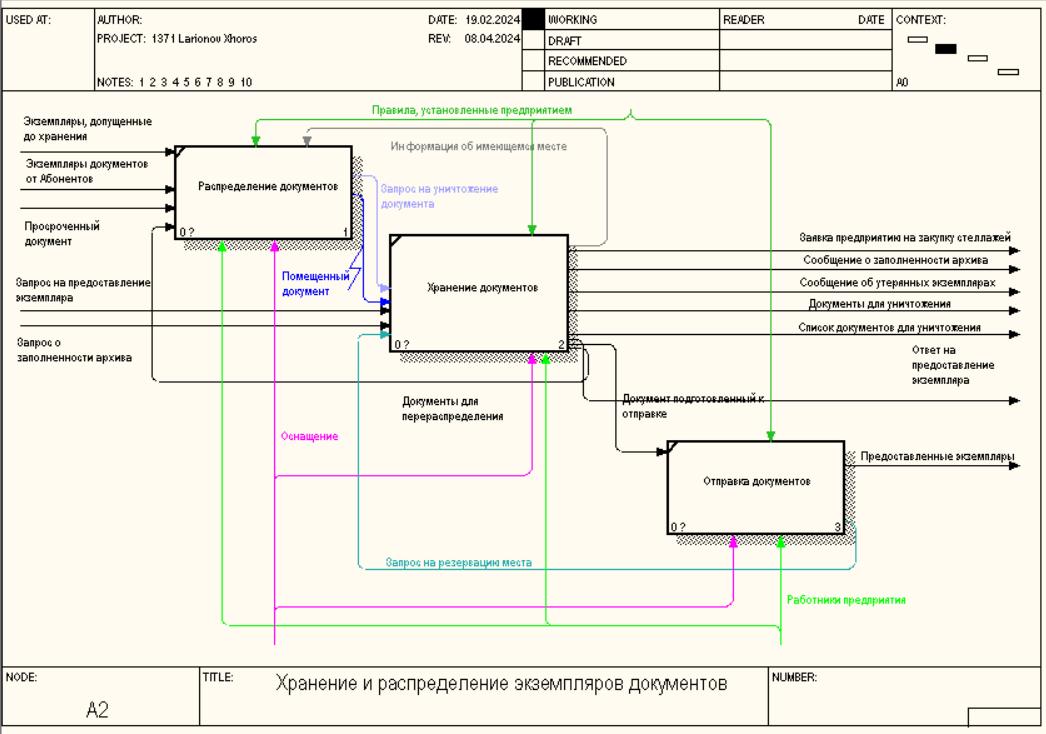 USED AT:
AUTHOR:
DATE: 19.02.2024
WORKING
READER
DATE
CONTEXT:
PROJECT: 1371 Larionov Xhoros
REV: 08.04.2024
DRAFT
RECOMMENDED
NOTES: 1 2 3 4 5 6 7 8 9 10
PUBLICATION
A0
Правила, установленные предприятием
Экземпляры, допущенные
до хранения
Информация об имеющемся месте
Экземпляры документов
от Абонентов
Распределение документов
0 ?
1
Запрос на уничтожение
документа
Просроченный
документ
Заявка предприятию на закупку стеллажей
Сообщение о заполненности архива
Помещенный
документ
Запрос на предоставление
экземпляра
Хранение документов
0 ?
2
Сообщение об утерянных экземплярах
Документы для уничтожения
Список документов для уничтожения
Запрос о
заполненности архива
Ответ на
предоставление
экземпляра
Документы для
перераспределения
Документ подготовленный к
отправке
Оснащение
Предоставленные экземпляры
Отправка документов
0 ?
3
Запрос на резервацию места
Работники предприятия
NODE:
A2
TITLE:
Хранение и распределение экземпляров документов
NUMBER: